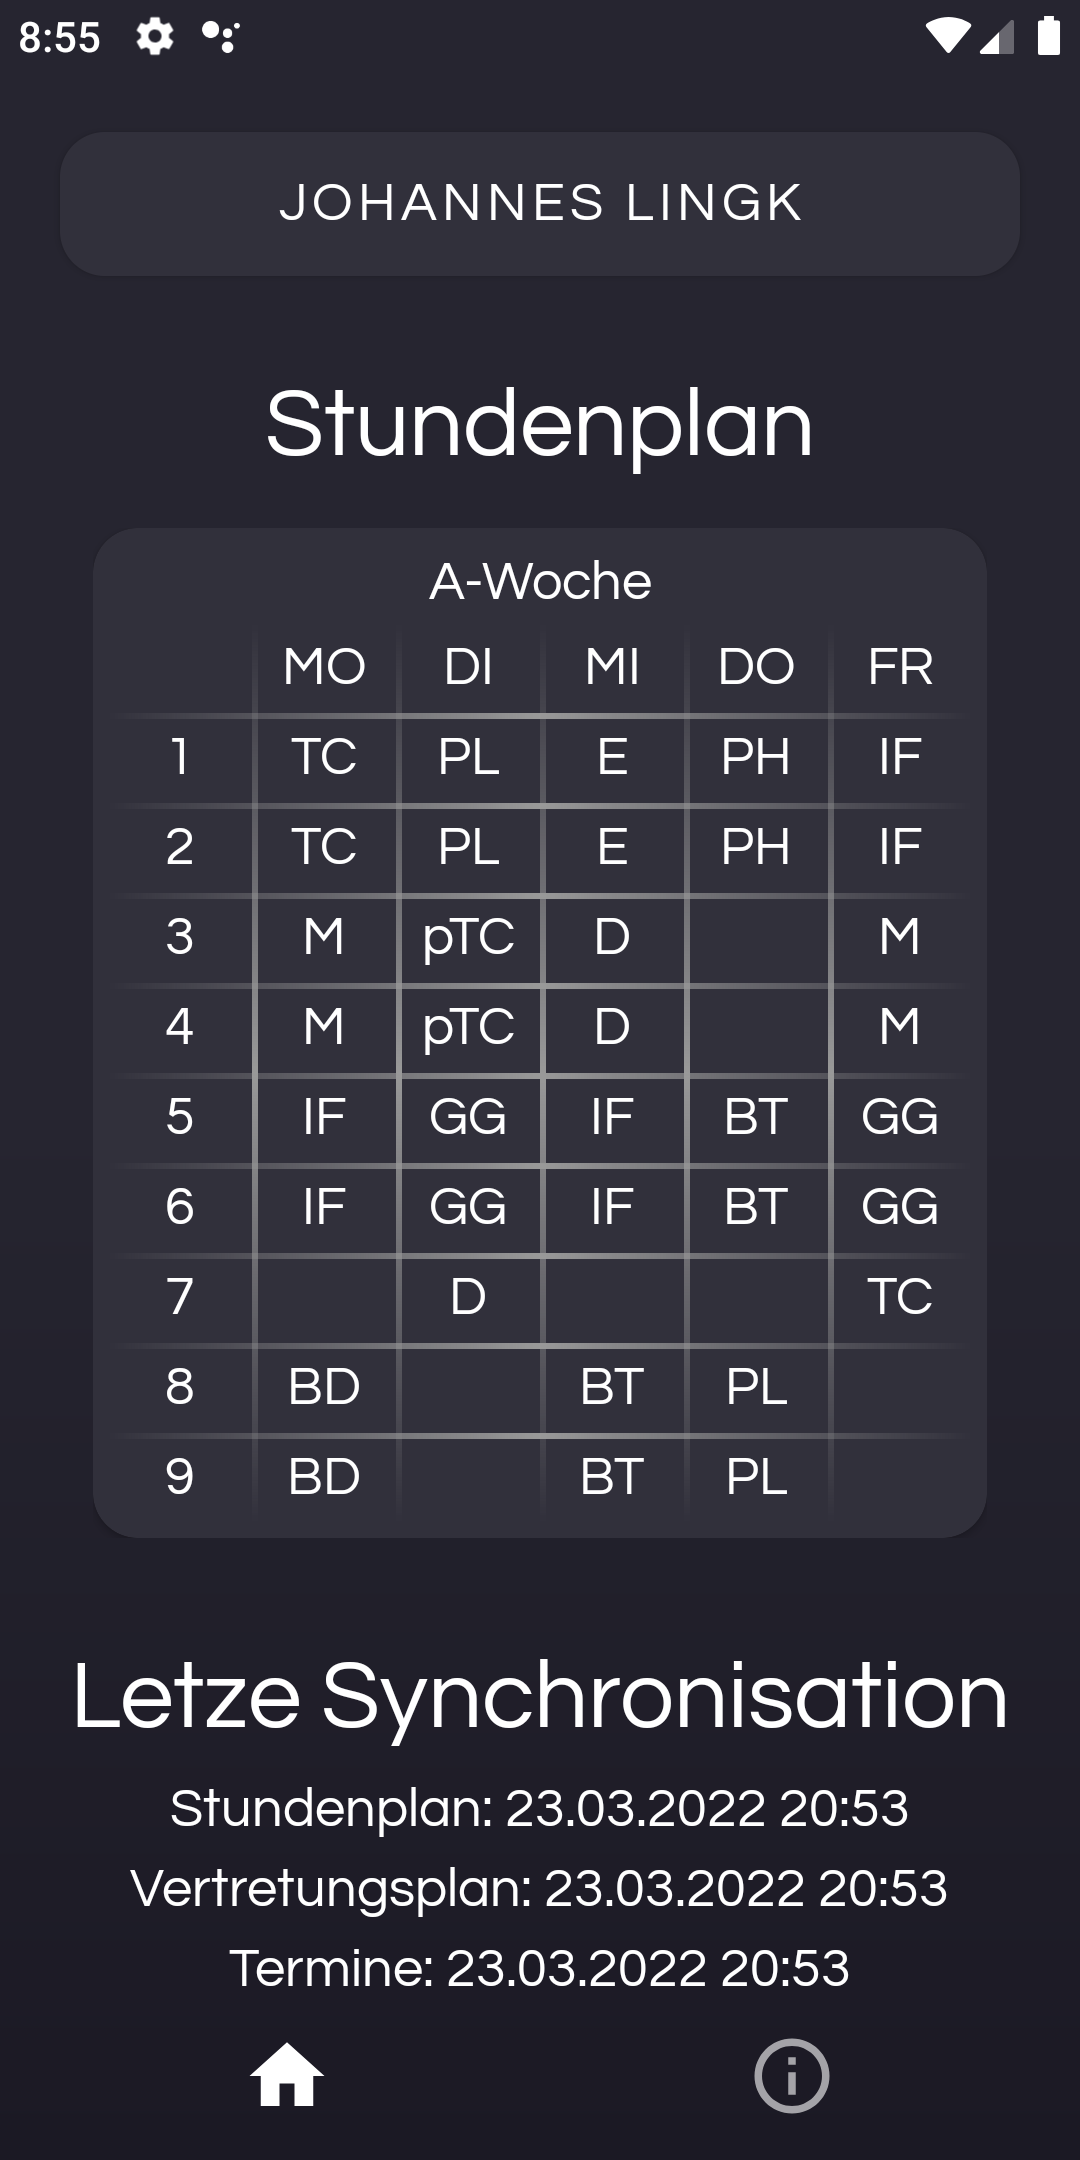 8:55
JOHANNES LINGK
Stundenplan
A-Woche
MO DI MI DO FR
1 TC PL E PH IF
2 TC PL E PH IF
3 M pTC D M
4 M pTC D M
5 IF GG IF BT GG
6 IF GG IF BT GG
7 D TC
8 BD BT PL
9 BD BT PL
Letze Synchronisation
Stundenplan: 23.03.2022 20:53
Vertretungsplan: 23.03.2022 20:53
Termine: 23.03.2022 20:53